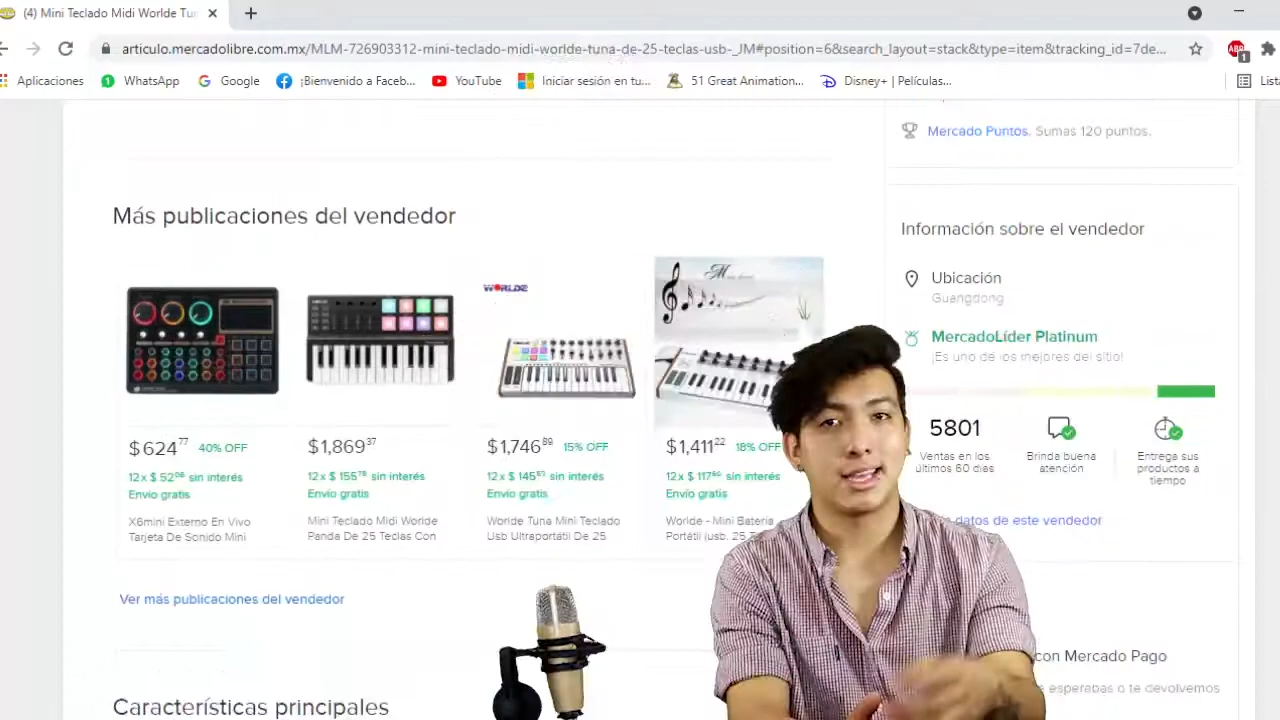 (4) Mini Teclado Midi Worlde Tun
articulo.mercadolibre.com.mx/MLM-726903312-mini-teclado-midi-worlde-tuna-de-25-teclas-usb-_JM#position=6&search_layout=stack&type=item&tracking_id=7de...
ABP
1
Aplicaciones
WhatsApp
Google
¡Bienvenido a Faceb...
YouTube
Iniciar sesión en tu...
51 Great Animation...
Disney+ | Películas...
Lista
Mercado Puntos. Sumas 120 puntos.
Más publicaciones del vendedor
WORLDE
$ 624 77 40% OFF
12x $ 52 06 sin interés
Envío gratis
X6mini Externo En Vivo
Tarjeta De Sonido Mini
$ 1,869 37
12x $ 155 78 sin interés
Envío gratis
Mini Teclado Midi Worlde
Panda De 25 Teclas Con
$ 1,746 89 15% OFF
12x $ 145 57 sin interés
Envío gratis
Worlde Tuna Mini Teclado
Usb Ultraportátil De 25
$ 1,411 22 18% OFF
12x $ 117 60 sin interés
Envío gratis
Worlde - Mini Batería
Portátil (usb, 25 T
Ver más publicaciones del vendedor
Características principales
Información sobre el vendedor
Ubicación
Guangdong
MercadoLíder Platinum
¡Es uno de los mejores del sitio!
5801
Ventas en los
últimos 60 días
Brinda buena
atención
Entrega sus
productos a
tiempo
datos de este vendedor
con Mercado Pago
e esperabas o te devolvemos